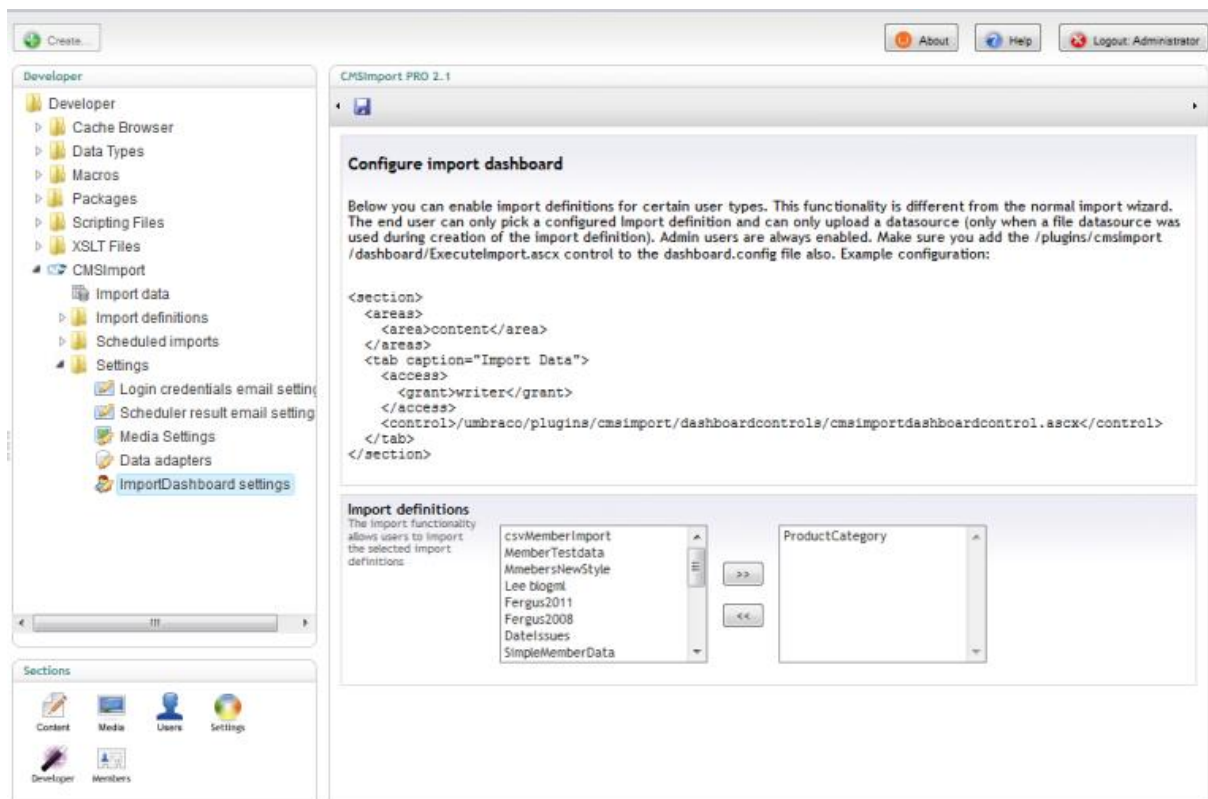 Create...
About
Help
Logout: Administrator
Developer
Developer
Cache Browser
Data Types
Macros
Packages
Scripting Files
XSLT Files
CMSImport
Import data
Import definitions
Scheduled imports
Settings
Login credentials email setting
Scheduler result email setting
Media Settings
Data adapters
ImportDashboard settings
Sections
Content
Media
Users
Settings
Developer
Members
CMSImport PRO 2.1
Configure import dashboard
Below you can enable import definitions for certain user types. This functionality is different from the normal import wizard.
The end user can only pick a configured Import definition and can only upload a datasource (only when a file datasource was
used during creation of the import definition). Admin users are always enabled. Make sure you add the /plugins/cmsimport
/dashboard/ExecuteImport.ascx control to the dashboard.config file also. Example configuration:
<section>
<areas>
<area>content</area>
</areas>
<tab caption="Import Data">
<access>
<grant>writer</grant>
</access>
<control>/umbraco/plugins/cmsimport/dashboardcontrols/cmsimportdashboardcontrol.ascx</control>
</tab>
</section>
Import definitions
The import functionality
allows users to import
the selected import
definitions
csvMemberImport
MemberTestdata
MmebersNewStyle
Lee blogml
Fergus2011
Fergus2008
DateIssues
SimpleMemberData
>>
<<
ProductCategory